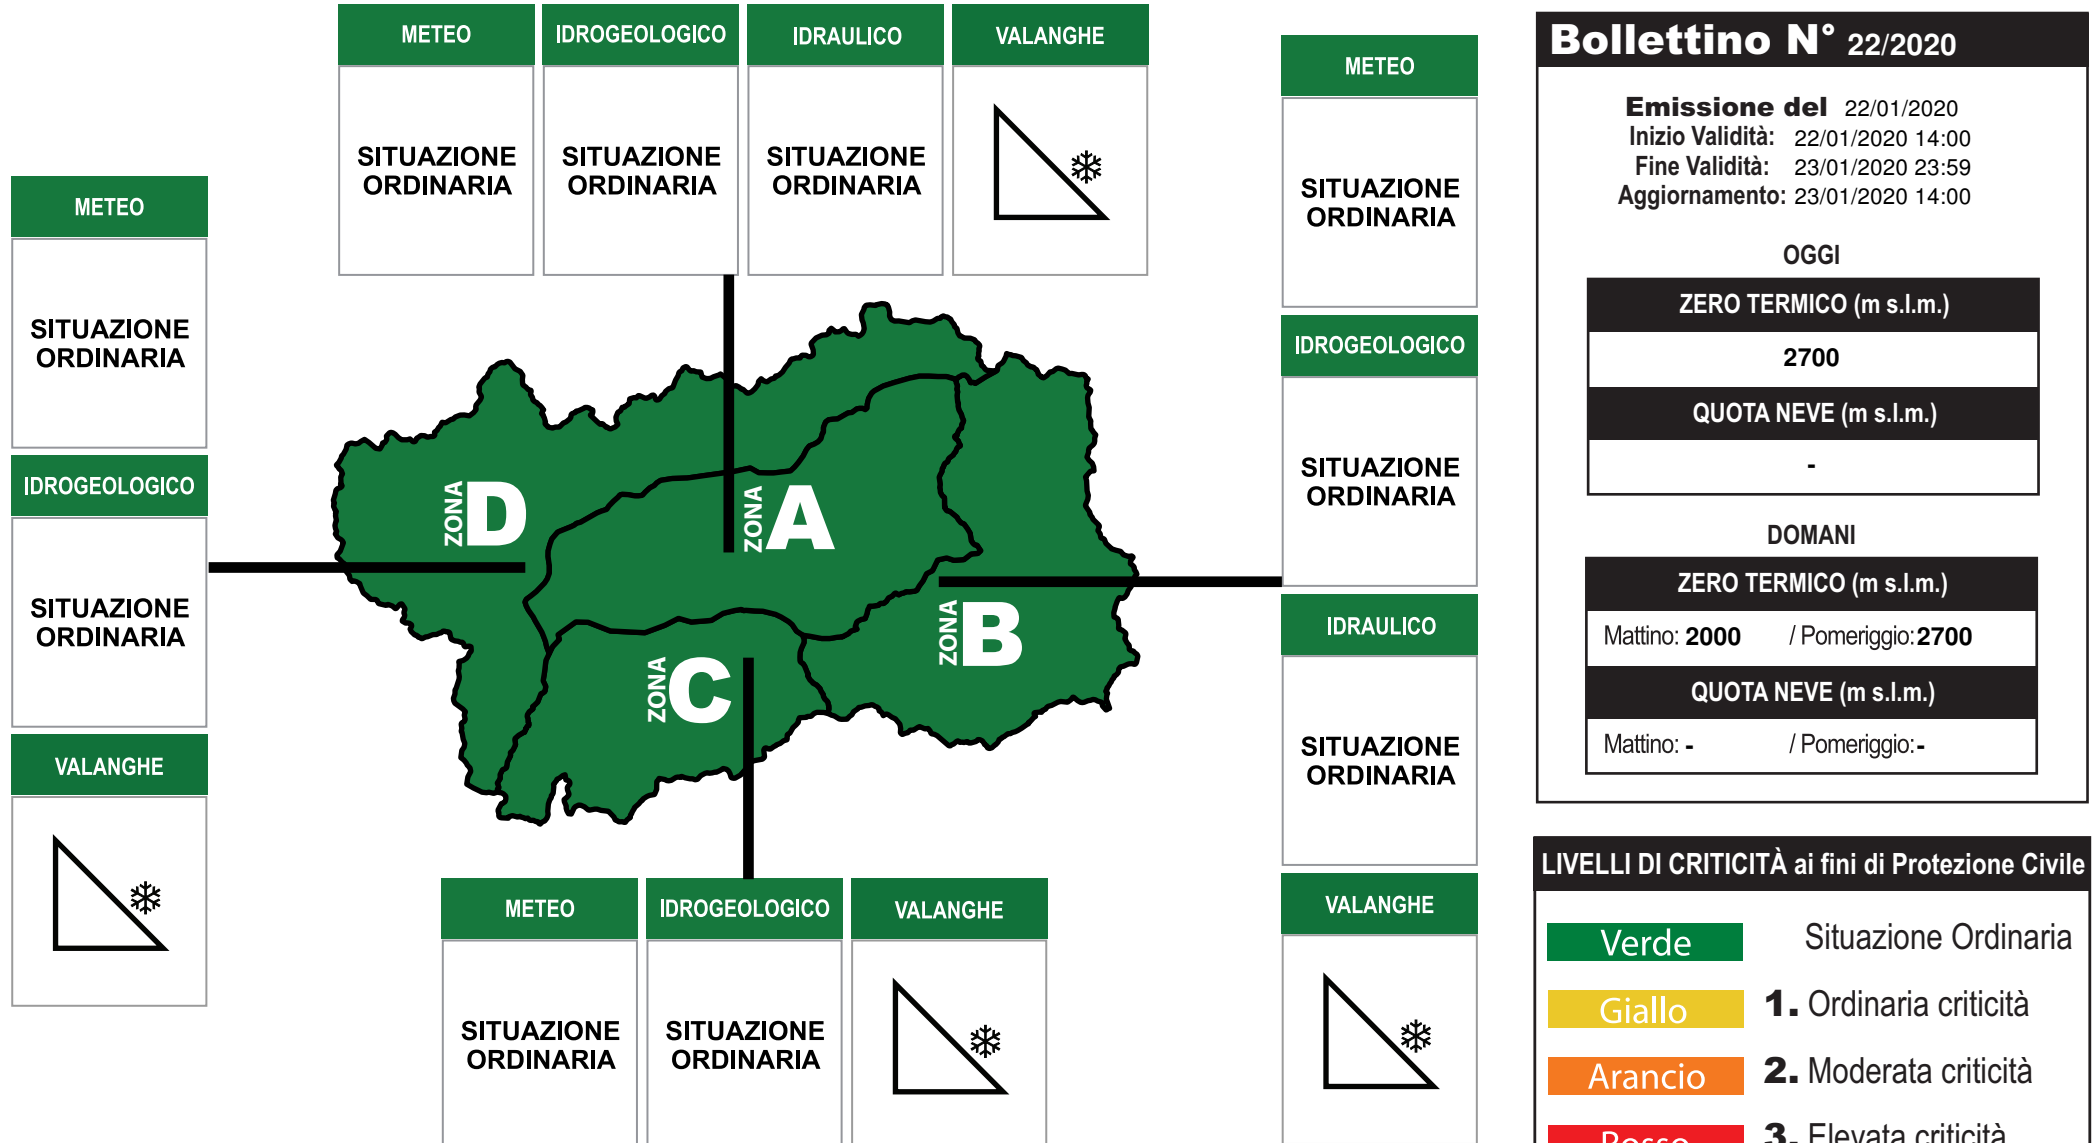 METEO
SITUAZIONE
ORDINARIA
IDROGEOLOGICO
SITUAZIONE
ORDINARIA
IDRAULICO
SITUAZIONE
ORDINARIA
VALANGHE
METEO
SITUAZIONE
ORDINARIA
IDROGEOLOGICO
SITUAZIONE
ORDINARIA
VALANGHE
ZONA D
ZONA A
ZONA B
ZONA C
METEO
SITUAZIONE
ORDINARIA
IDROGEOLOGICO
SITUAZIONE
ORDINARIA
VALANGHE
METEO
SITUAZIONE
ORDINARIA
IDROGEOLOGICO
SITUAZIONE
ORDINARIA
IDRAULICO
SITUAZIONE
ORDINARIA
VALANGHE
Bollettino N° 22/2020
Emissione del 22/01/2020
Inizio Validità: 22/01/2020 14:00
Fine Validità: 23/01/2020 23:59
Aggiornamento: 23/01/2020 14:00
OGGI
ZERO TERMICO (m s.l.m.)
2700
QUOTA NEVE (m s.l.m.)
-
DOMANI
ZERO TERMICO (m s.l.m.)
Mattino: 2000 / Pomeriggio: 2700
QUOTA NEVE (m s.l.m.)
Mattino: - / Pomeriggio: -
LIVELLI DI CRITICITÀ ai fini di Protezione Civile
Verde Situazione Ordinaria
Giallo 1. Ordinaria criticità
Arancio 2. Moderata criticità
Rosso 3. Elevata criticità